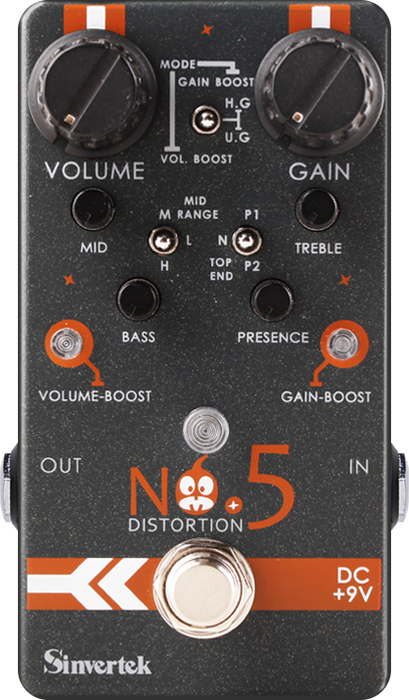 MODE
GAIN BOOST
H.G
U.G
VOL. BOOST
VOLUME
GAIN
MID
RANGE
M
L
H
P1
N
P2
TOP
END
MID
TREBLE
BASS
PRESENCE
VOLUME-BOOST
GAIN-BOOST
OUT
IN
NO.5
DISTORTION
DC
+9V
Sinvertek